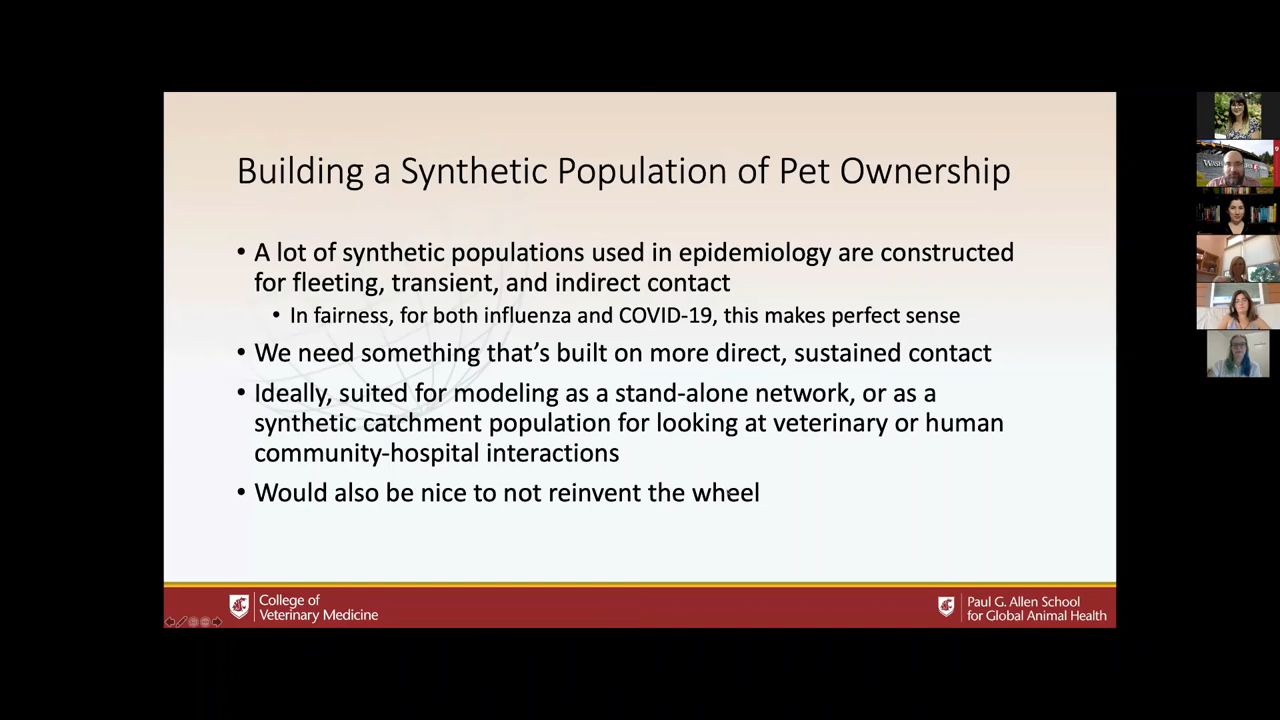 Building a Synthetic Population of Pet Ownership
• A lot of synthetic populations used in epidemiology are constructed
for fleeting, transient, and indirect contact
• In fairness, for both influenza and COVID-19, this makes perfect sense
• We need something that's built on more direct, sustained contact
• Ideally, suited for modeling as a stand-alone network, or as a
synthetic catchment population for looking at veterinary or human
community-hospital interactions
• Would also be nice to not reinvent the wheel
College of
Veterinary Medicine
Paul G. Allen School
for Global Animal Health